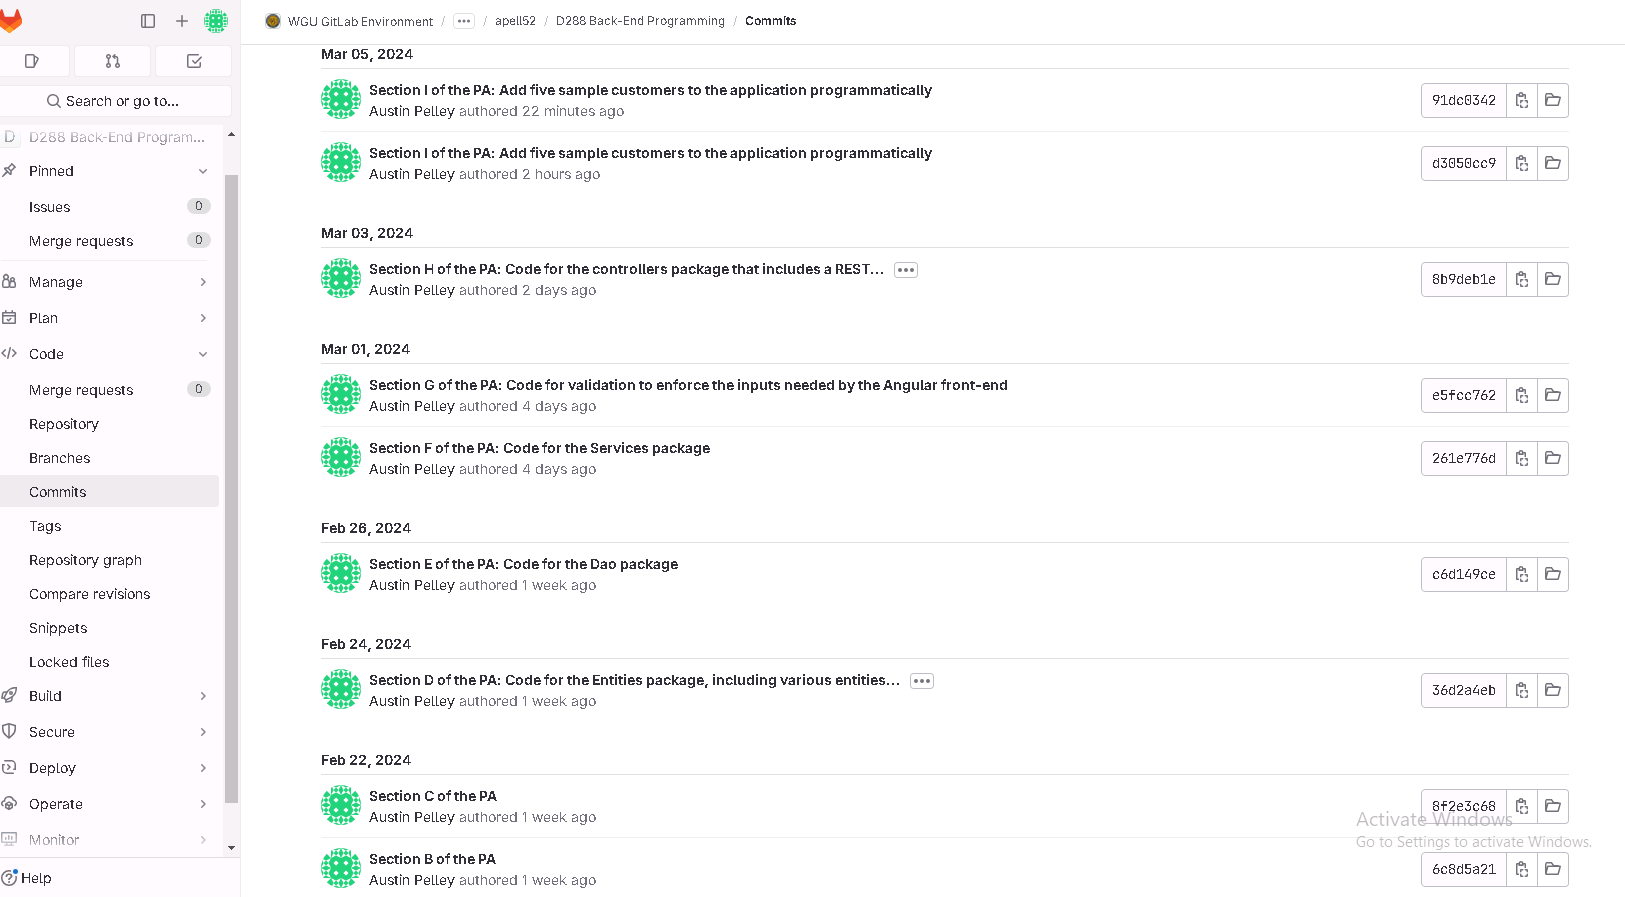 WGU GitLab Environment / ••• / apell52 / D288 Back-End Programming / Commits
Search or go to...
D D288 Back-End Program...
Pinned
Issues 0
Merge requests 0
Manage
Plan
Code
Merge requests 0
Repository
Branches
Commits
Tags
Repository graph
Compare revisions
Snippets
Locked files
Build
Secure
Deploy
Operate
Monitor
Help
Mar 05, 2024
Section I of the PA: Add five sample customers to the application programmatically
Austin Pelley authored 22 minutes ago
91dc0342
Section I of the PA: Add five sample customers to the application programmatically
Austin Pelley authored 2 hours ago
d3050cc9
Mar 03, 2024
Section H of the PA: Code for the controllers package that includes a REST... •••
Austin Pelley authored 2 days ago
8b9deb1e
Mar 01, 2024
Section G of the PA: Code for validation to enforce the inputs needed by the Angular front-end
Austin Pelley authored 4 days ago
e5fcc762
Section F of the PA: Code for the Services package
Austin Pelley authored 4 days ago
261e776d
Feb 26, 2024
Section E of the PA: Code for the Dao package
Austin Pelley authored 1 week ago
c6d149ce
Feb 24, 2024
Section D of the PA: Code for the Entities package, including various entities... •••
Austin Pelley authored 1 week ago
36d2a4eb
Feb 22, 2024
Section C of the PA
Austin Pelley authored 1 week ago
8f2e3c68
Section B of the PA
Austin Pelley authored 1 week ago
6c8d5a21
Activate Windows
Go to Settings to activate Windows.